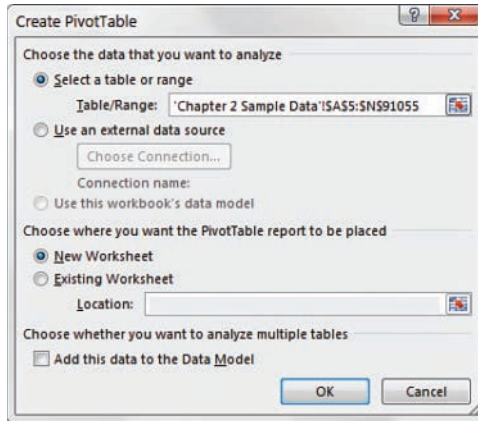 Create PivotTable
Choose the data that you want to analyze
Select a table or range
Table/Range: 'Chapter 2 Sample Data'!$A$5:$N$91055
Use an external data source
Choose Connection...
Connection name:
Use this workbook's data model
Choose where you want the PivotTable report to be placed
New Worksheet
Existing Worksheet
Location:
Choose whether you want to analyze multiple tables
Add this data to the Data Model
OK Cancel